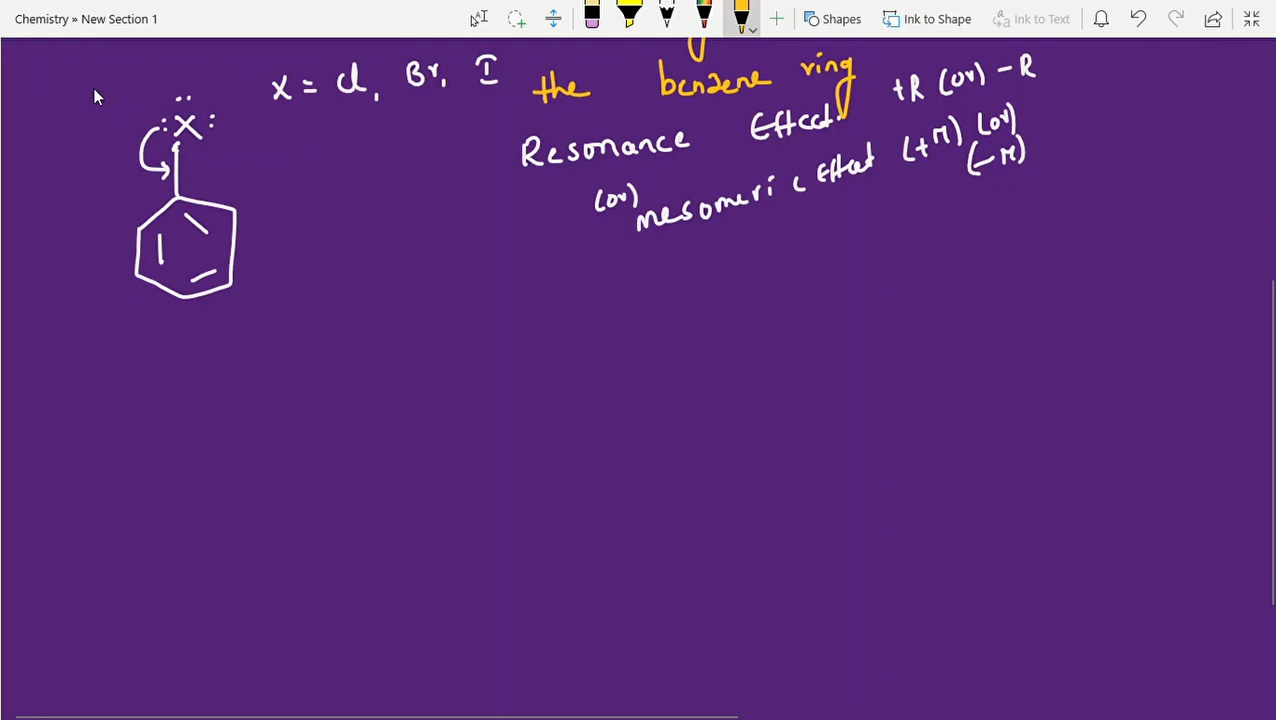 Chemistry » New Section 1
Shapes
Ink to Shape
Ink to Text
X = Cl, Br, I
the benzene ring
+R (or) -R
:X:
Resonance Effect.
(or) mesomeric Effect (+M) (or)
(-M)